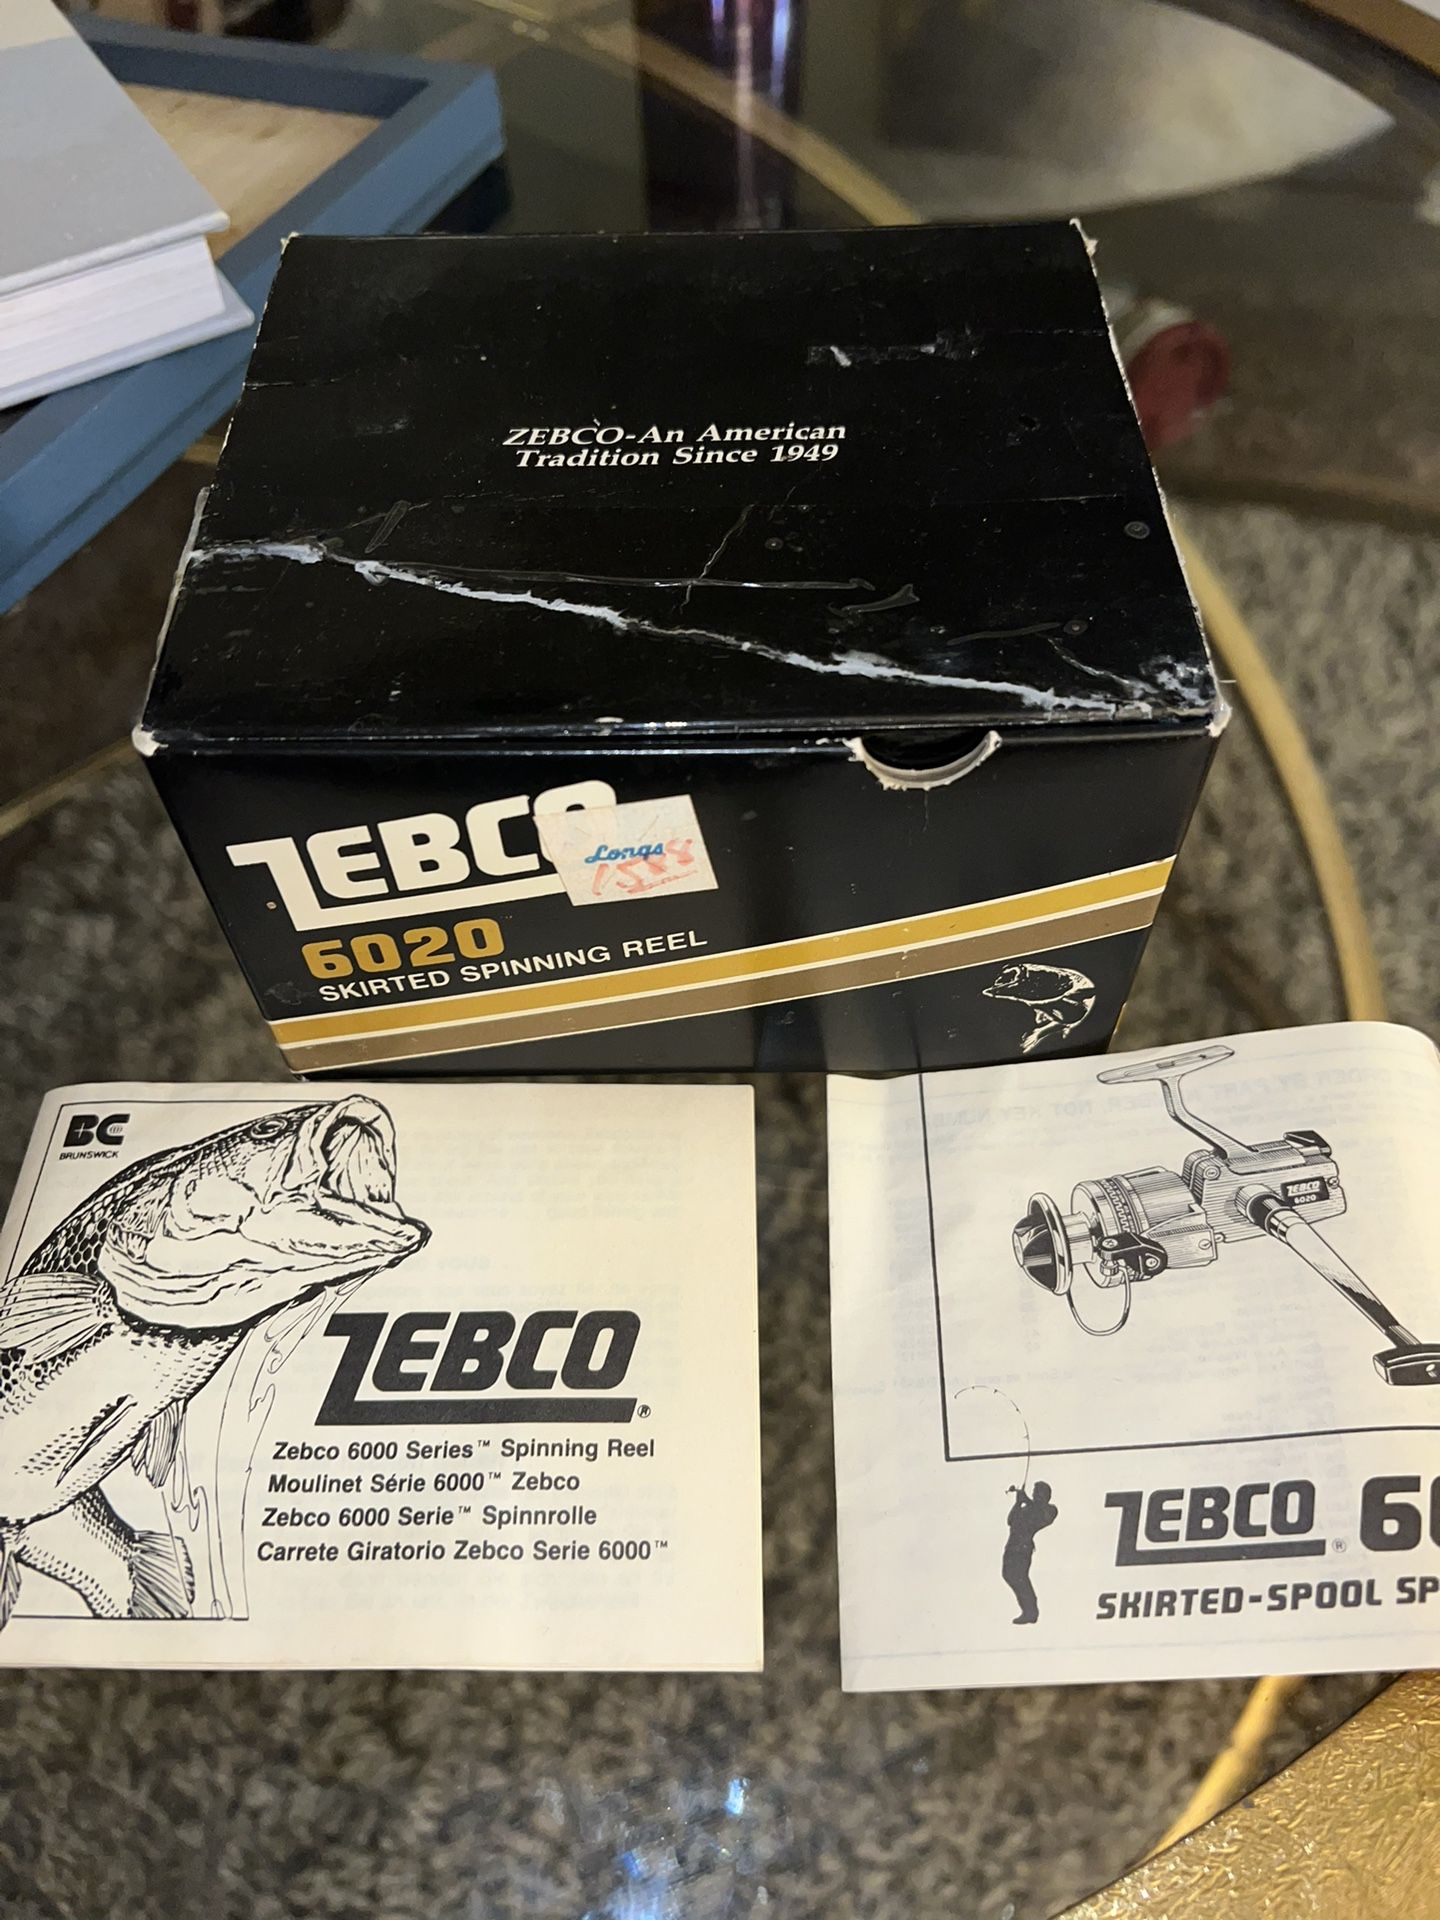 ZEBCO-An American
Tradition Since 1949
ZEBCO
Longs
1588
6020
SKIRTED SPINNING REEL
BC
BRUNSWICK
ZEBCO®
Zebco 6000 Series™ Spinning Reel
Moulinet Série 6000™ Zebco
Zebco 6000 Serie™ Spinnrolle
Carrete Giratorio Zebco Serie 6000™
ZEBCO
6020
ZEBCO® 6
SKIRTED-SPOOL SP